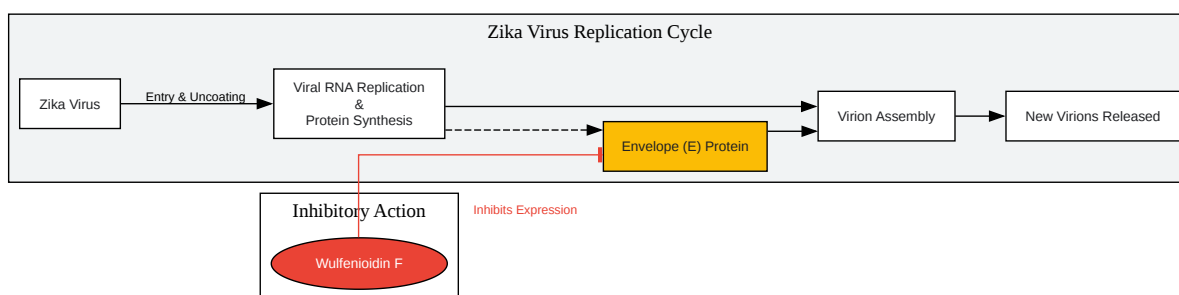 Zika Virus Replication Cycle
Zika Virus
Entry & Uncoating
Viral RNA Replication
&
Protein Synthesis
Envelope (E) Protein
Virion Assembly
New Virions Released
Inhibitory Action
Inhibits Expression
Wulfenioidin F